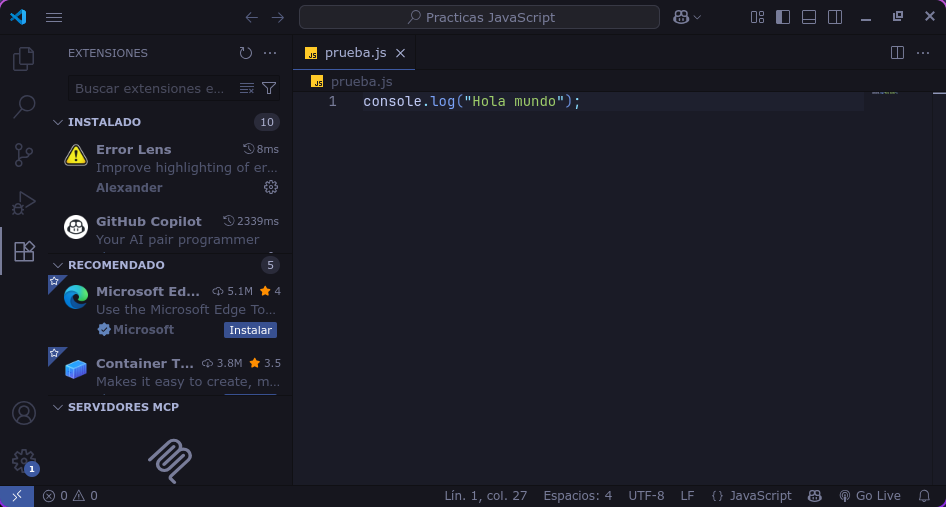 Practicas JavaScript
EXTENSIONES
Buscar extensiones e...
INSTALADO 10
Error Lens 8ms
Improve highlighting of er...
Alexander
GitHub Copilot 2339ms
Your AI pair programmer
RECOMENDADO 5
Microsoft Ed... 5.1M 4
Use the Microsoft Edge To...
Microsoft Instalar
Container T... 3.8M 3.5
Makes it easy to create, m...
SERVIDORES MCP
1
JS prueba.js
JS prueba.js
1 console.log("Hola mundo");
0 0 Lín. 1, col. 27 Espacios: 4 UTF-8 LF {} JavaScript Go Live